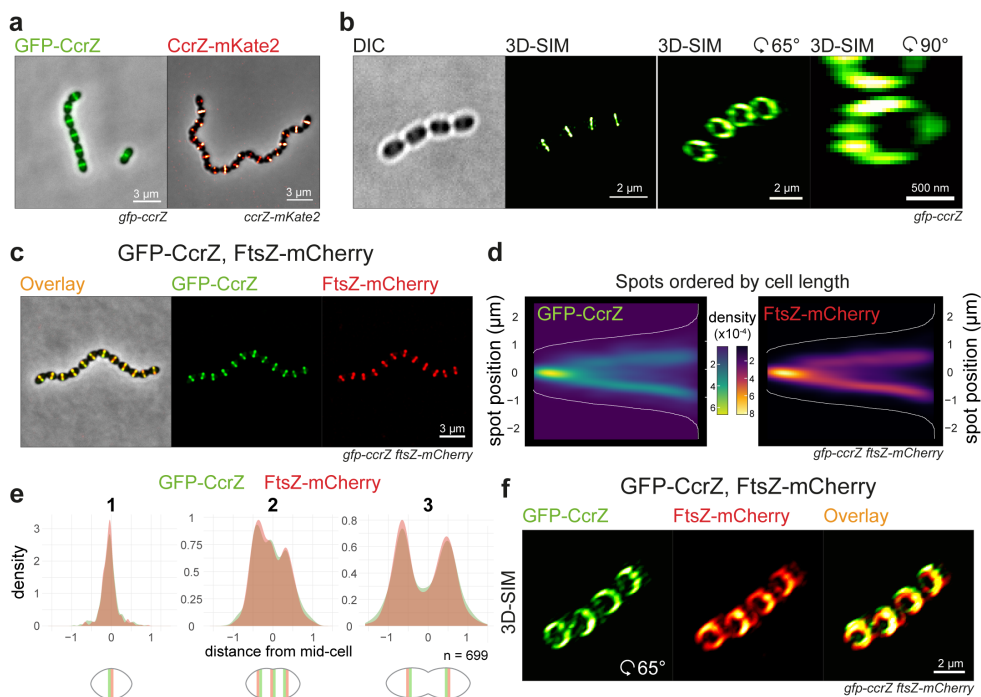 a
GFP-CcrZ
CcrZ-mKate2
3 µm
3 µm
gfp-ccrZ
ccrZ-mKate2
b
DIC
3D-SIM
3D-SIM
65°
3D-SIM
90°
2 µm
2 µm
500 nm
gfp-ccrZ
c
GFP-CcrZ, FtsZ-mCherry
Overlay
GFP-CcrZ
FtsZ-mCherry
3 µm
gfp-ccrZ ftsZ-mCherry
d
Spots ordered by cell length
spot position (µm)
2
1
0
−1
−2
GFP-CcrZ
density
(x10⁻⁴)
2
4
6
2
4
6
8
FtsZ-mCherry
2
1
0
−1
−2
spot position (µm)
gfp-ccrZ ftsZ-mCherry
e
GFP-CcrZ
FtsZ-mCherry
1
2
3
density
3
2
1
0
−1
0
1
1
0.75
0.5
0.25
0
−1
0
1
0.8
0.6
0.4
0.2
0
−1
0
1
distance from mid-cell
n = 699
f
GFP-CcrZ, FtsZ-mCherry
GFP-CcrZ
FtsZ-mCherry
Overlay
3D-SIM
65°
2 µm
gfp-ccrZ ftsZ-mCherry